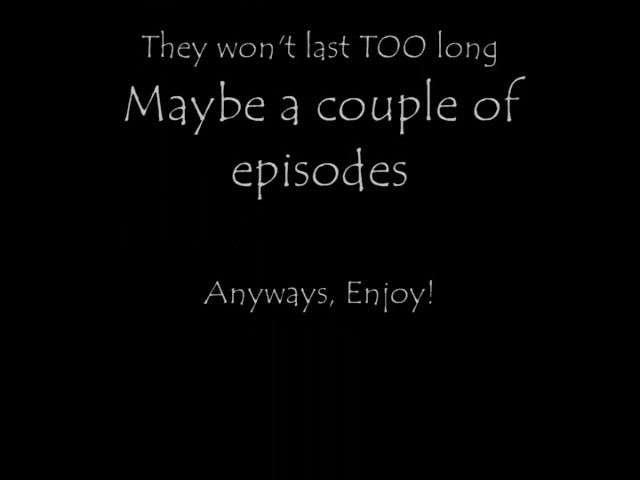 They won't last TOO long
Maybe a couple of
episodes
Anyways, Enjoy!